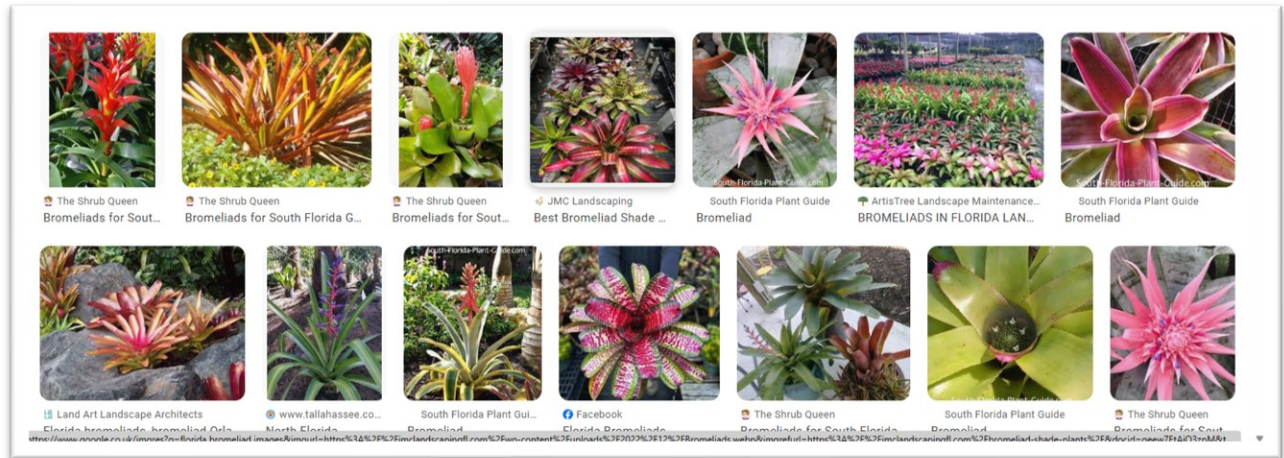 South-Florida-Plant-Guide.com
South-Florida-Plant-Guide.com
The Shrub Queen
The Shrub Queen
The Shrub Queen
JMC Landscaping
South Florida Plant Guide
ArtisTree Landscape Maintenance...
South Florida Plant Guide
Bromeliads for Sout...
Bromeliads for South Florida G...
Bromeliads for Sout...
Best Bromeliad Shade ...
Bromeliad
BROMELIADS IN FLORIDA LAN...
Bromeliad
South-Florida-Plant-Guide.com
Land Art Landscape Architects
www.tallahassee.co...
South Florida Plant Gui...
Facebook
The Shrub Queen
South Florida Plant Guide
The Shrub Queen
Florida bromeliads, bromeliad Orla...
North Florida
Bromeliad
Florida Bromeliads
Bromeliads for South Florida
Bromeliad
Bromeliads for Sout...